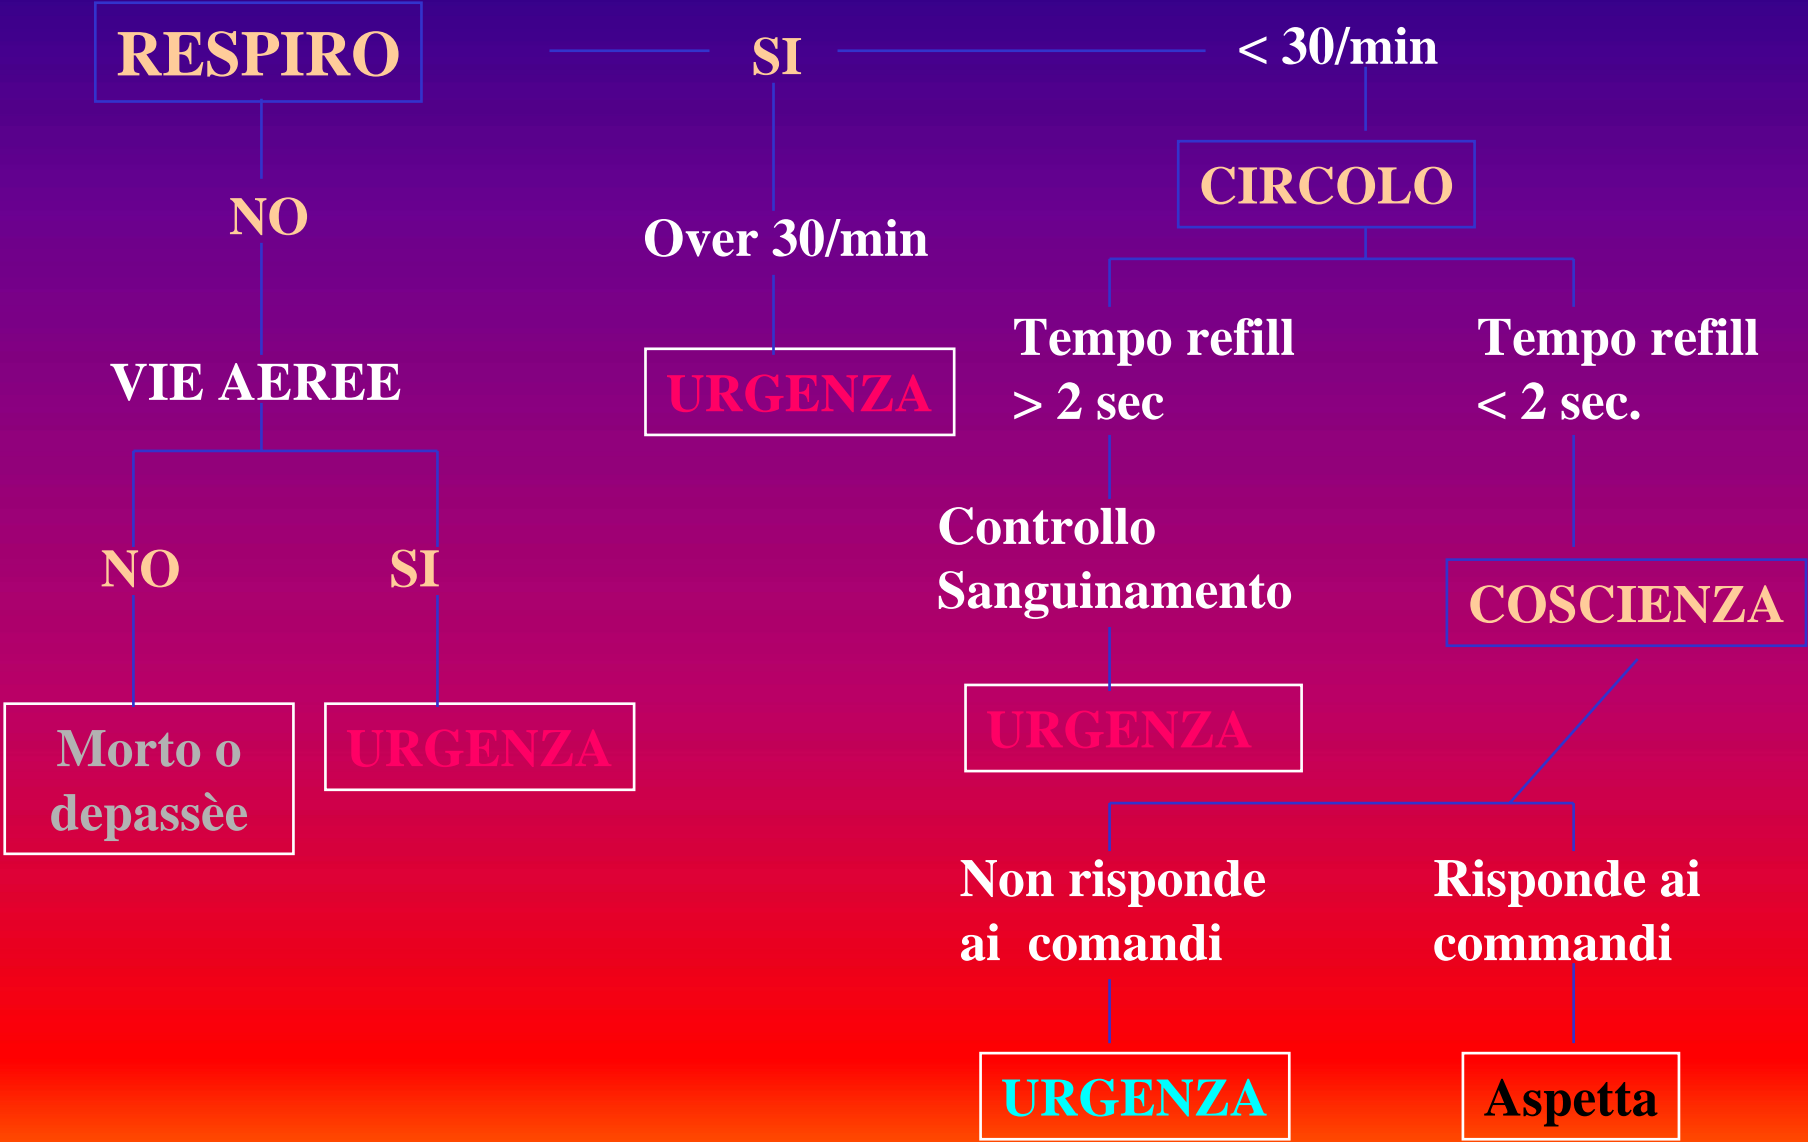 RESPIRO
SI
< 30/min
CIRCOLO
NO
Over 30/min
Tempo refill
> 2 sec
Tempo refill
< 2 sec.
VIE AEREE
URGENZA
Controllo
Sanguinamento
NO
SI
COSCIENZA
Morto o
depassèe
URGENZA
URGENZA
Non risponde
ai comandi
Risponde ai
commandi
URGENZA
Aspetta